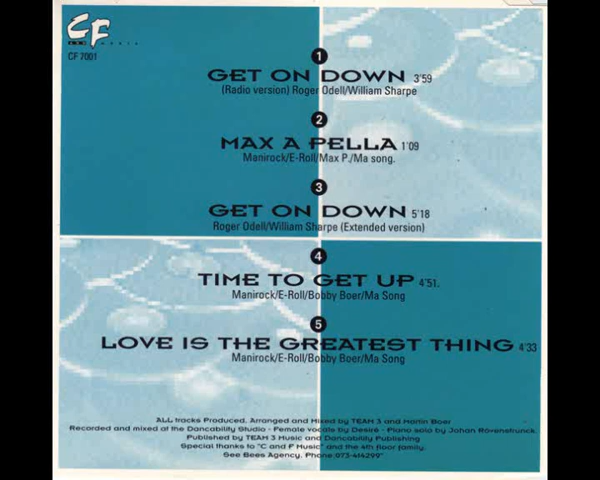 CF
CF 7001
1
GET ON DOWN 3'59
(Radio version) Roger Odell/William Sharpe
2
MAX A PELLA 1'09
Manirock/E-Roll/Max P./Ma song.
3
GET ON DOWN 5'18
Roger Odell/William Sharpe (Extended version)
4
TIME TO GET UP 4'51.
Manirock/E-Roll/Bobby Boer/Ma Song
5
LOVE IS THE GREATEST THING 4'33
Manirock/E-Roll/Bobby Boer/Ma Song
ALL tracks Produced, Arranged and Mixed by TEAM 3 and Martin Boer
Recorded and mixed at the Dancability Studio - Female vocals by Desiré - Piano solo by Johan Rövenstrunck.
Published by TEAM 3 Music and Dancability Publishing
Special thanks to "C and F Music" and the 4th floor family.
See Bees Agency. Phone 073-414299"